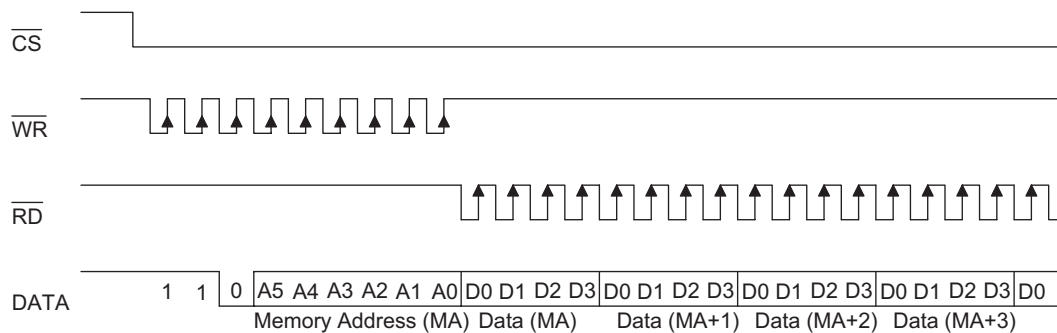 CS
WR
RD
DATA 1 1 0 A5 A4 A3 A2 A1 A0 D0 D1 D2 D3 D0 D1 D2 D3 D0 D1 D2 D3 D0 D1 D2 D3 D0
Memory Address (MA) Data (MA) Data (MA+1) Data (MA+2) Data (MA+3)